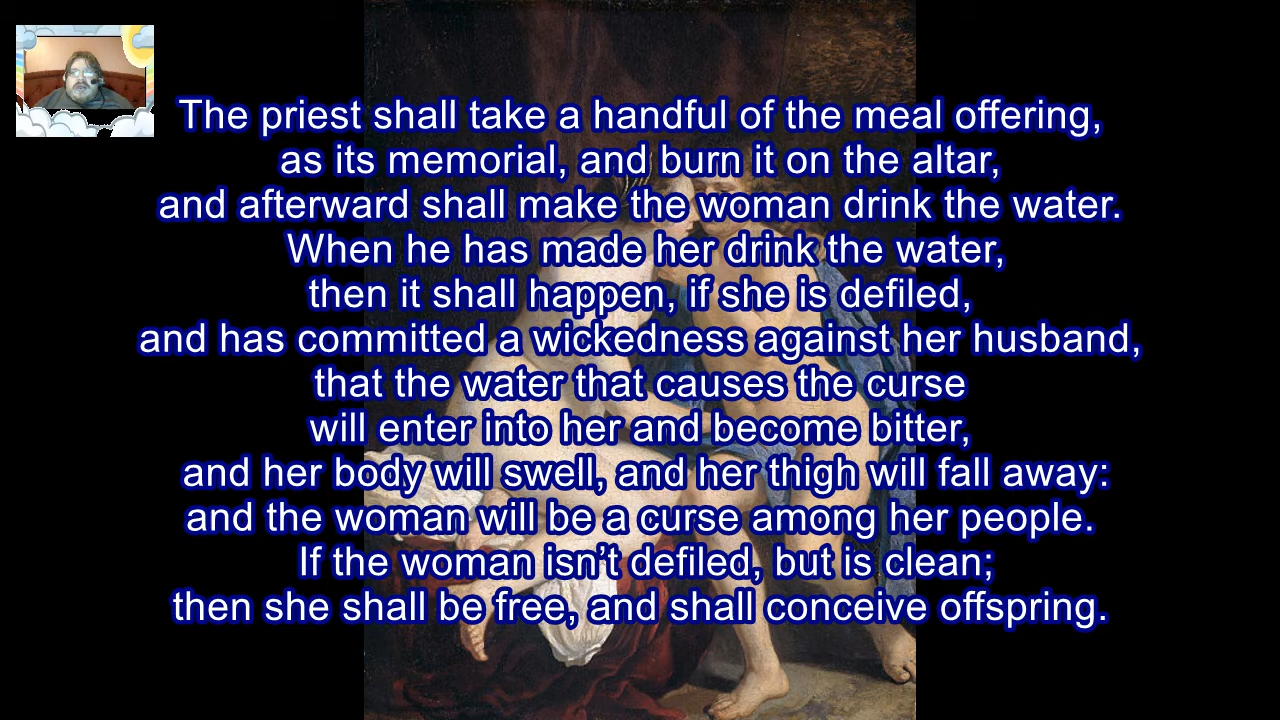 The priest shall take a handful of the meal offering,
as its memorial, and burn it on the altar,
and afterward shall make the woman drink the water.
When he has made her drink the water,
then it shall happen, if she is defiled,
and has committed a wickedness against her husband,
that the water that causes the curse
will enter into her and become bitter,
and her body will swell, and her thigh will fall away:
and the woman will be a curse among her people.
If the woman isn’t defiled, but is clean;
then she shall be free, and shall conceive offspring.